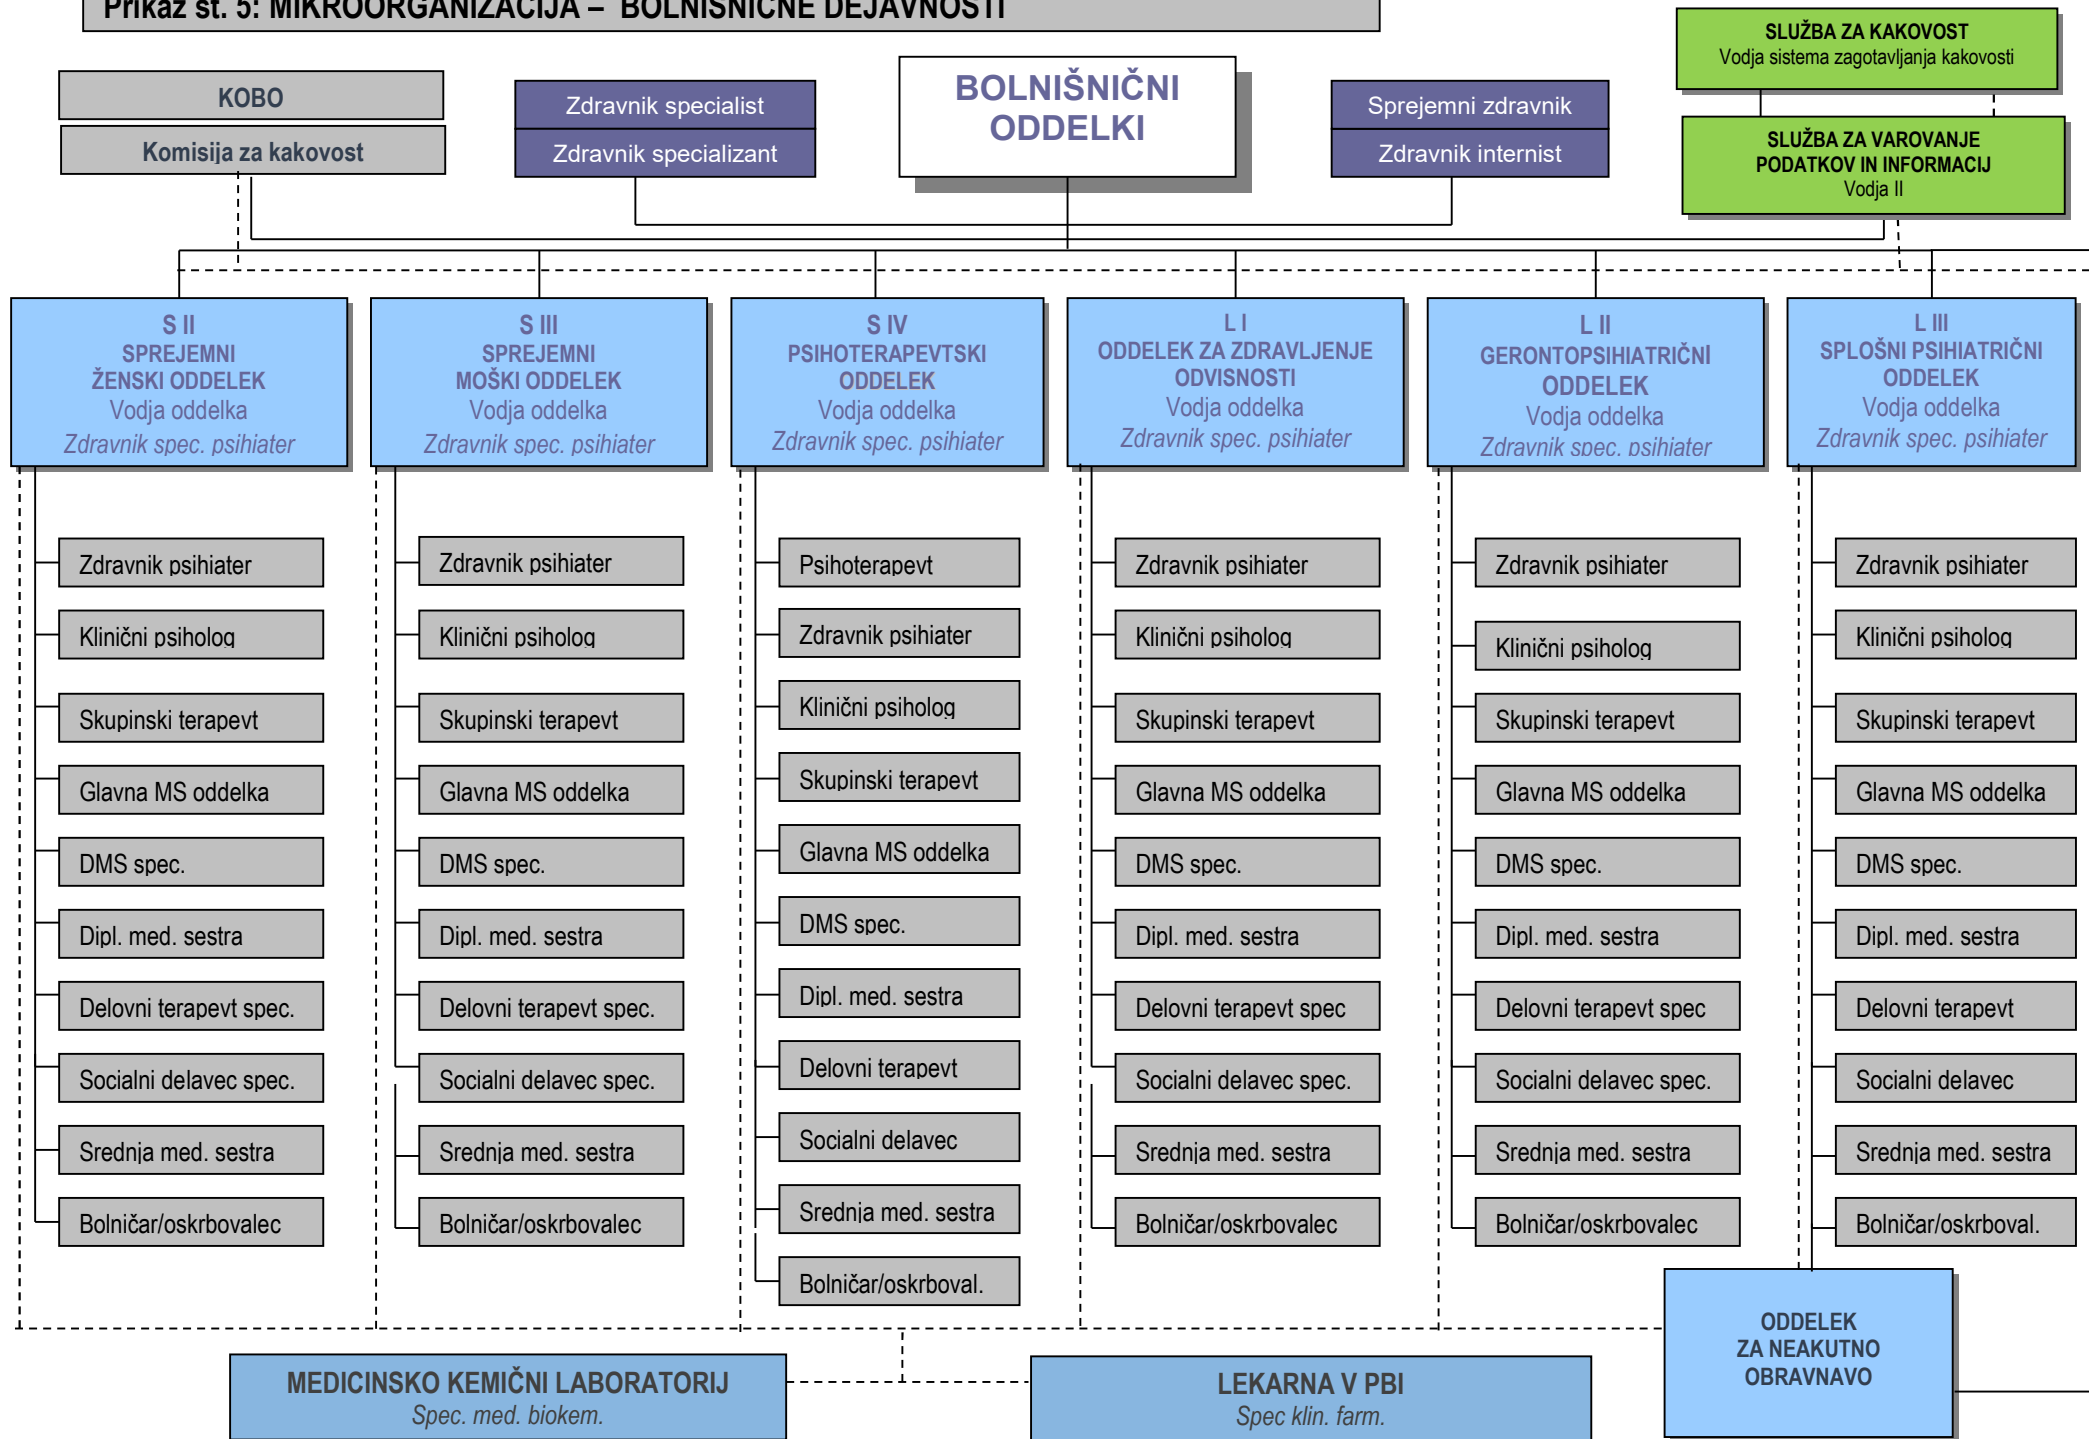 Prikaz št. 5: MIKROORGANIZACIJA – BOLNIŠNIČNE DEJAVNOSTI
SLUŽBA ZA KAKOVOST
Vodja sistema zagotavljanja kakovosti
KOBO
Komisija za kakovost
Zdravnik specialist
Zdravnik specializant
BOLNIŠNIČNI
ODDELKI
Sprejemni zdravnik
Zdravnik internist
SLUŽBA ZA VAROVANJE
PODATKOV IN INFORMACIJ
Vodja II
S II
SPREJEMNI
ŽENSKI ODDELEK
Vodja oddelka
Zdravnik spec. psihiater
S III
SPREJEMNI
MOŠKI ODDELEK
Vodja oddelka
Zdravnik spec. psihiater
S IV
PSIHOTERAPEVTSKI
ODDELEK
Vodja oddelka
Zdravnik spec. psihiater
L I
ODDELEK ZA ZDRAVLJENJE
ODVISNOSTI
Vodja oddelka
Zdravnik spec. psihiater
L II
GERONTOPSIHIATRIČNI
ODDELEK
Vodja oddelka
Zdravnik spec. psihiater
L III
SPLOŠNI PSIHIATRIČNI
ODDELEK
Vodja oddelka
Zdravnik spec. psihiater
Zdravnik psihiater
Klinični psiholog
Skupinski terapevt
Glavna MS oddelka
DMS spec.
Dipl. med. sestra
Delovni terapevt spec.
Socialni delavec spec.
Srednja med. sestra
Bolničar/oskrbovalec
Zdravnik psihiater
Klinični psiholog
Skupinski terapevt
Glavna MS oddelka
DMS spec.
Dipl. med. sestra
Delovni terapevt spec.
Socialni delavec spec.
Srednja med. sestra
Bolničar/oskrbovalec
Psihoterapevt
Zdravnik psihiater
Klinični psiholog
Skupinski terapevt
Glavna MS oddelka
DMS spec.
Dipl. med. sestra
Delovni terapevt
Socialni delavec
Srednja med. sestra
Bolničar/oskrboval.
Zdravnik psihiater
Klinični psiholog
Skupinski terapevt
Glavna MS oddelka
DMS spec.
Dipl. med. sestra
Delovni terapevt spec
Socialni delavec spec.
Srednja med. sestra
Bolničar/oskrbovalec
Zdravnik psihiater
Klinični psiholog
Skupinski terapevt
Glavna MS oddelka
DMS spec.
Dipl. med. sestra
Delovni terapevt spec
Socialni delavec spec.
Srednja med. sestra
Bolničar/oskrbovalec
Zdravnik psihiater
Klinični psiholog
Skupinski terapevt
Glavna MS oddelka
DMS spec.
Dipl. med. sestra
Delovni terapevt
Socialni delavec
Srednja med. sestra
Bolničar/oskrboval.
ODDELEK
ZA NEAKUTNO
OBRAVNAVO
MEDICINSKO KEMIČNI LABORATORIJ
Spec. med. biokem.
LEKARNA V PBI
Spec klin. farm.